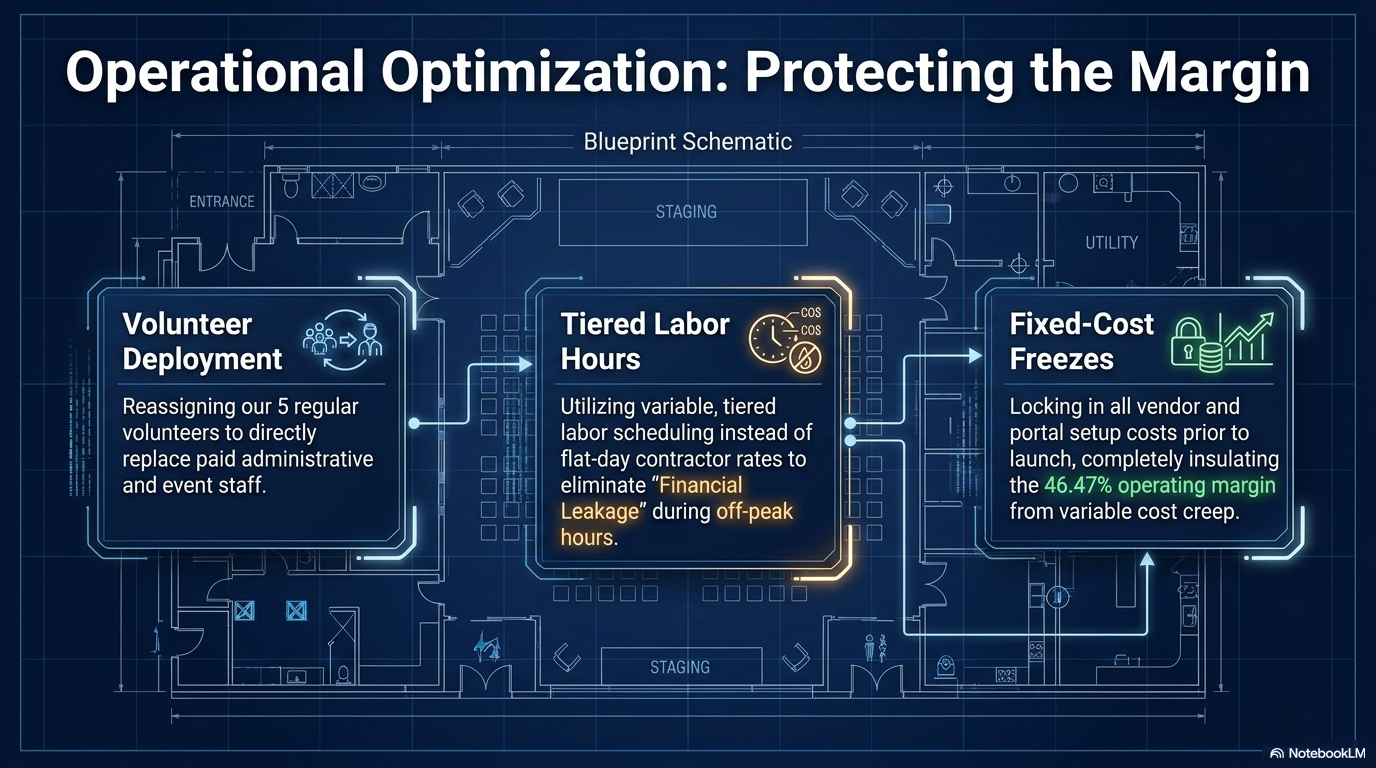 Operational Optimization: Protecting the Margin
Blueprint Schematic
ENTRANCE
STAGING
UTILITY
Volunteer
Deployment
Reassigning our 5 regular
volunteers to directly
replace paid administrative
and event staff.
Tiered Labor
Hours
COS
COS
Utilizing variable, tiered
labor scheduling instead of
flat-day contractor rates to
eliminate “Financial
Leakage” during off-peak
hours.
Fixed-Cost
Freezes
Locking in all vendor and
portal setup costs prior to
launch, completely insulating
the 46.47% operating margin
from variable cost creep.
STAGING
NotebookLM